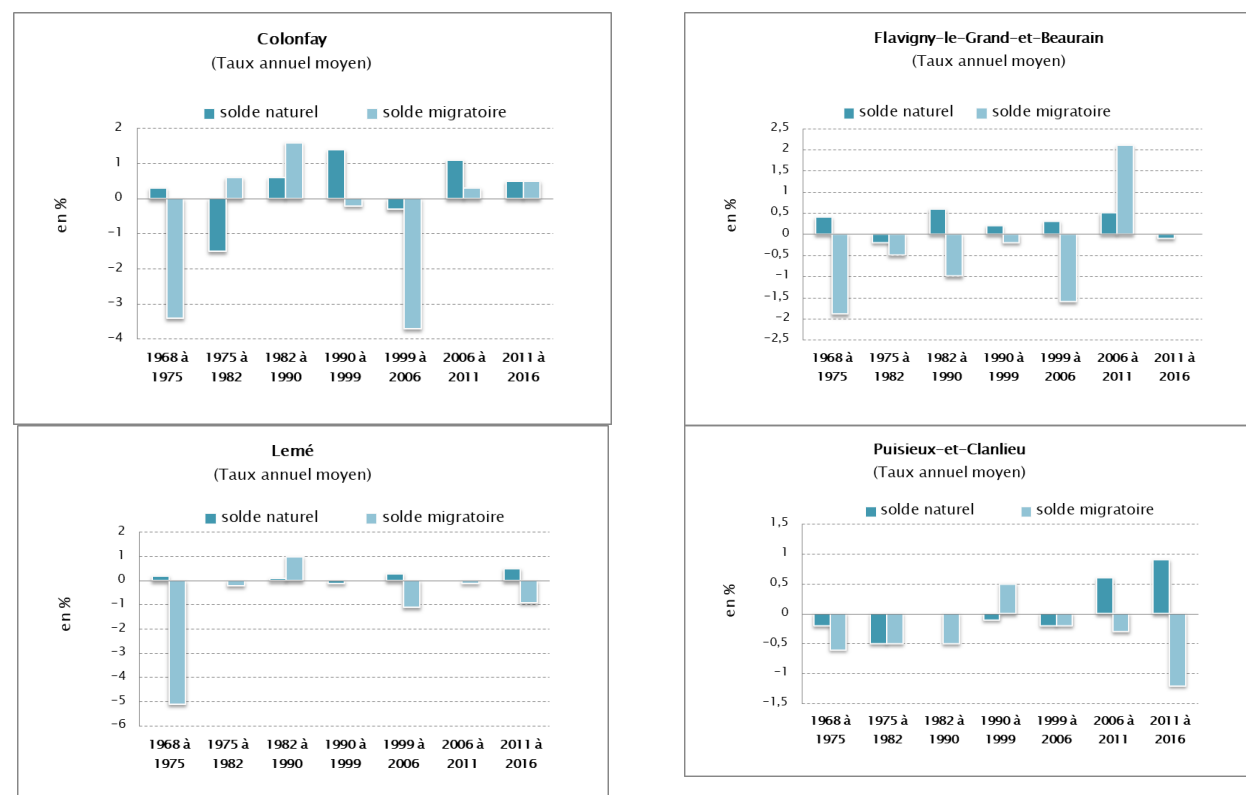 Colonfay
(Taux annuel moyen)
solde naturel solde migratoire
2
1
0
-1
-2
-3
-4
en %
1968 à 1975 à 1982 à 1990 à 1999 à 2006 à 2011 à
1975 1982 1990 1999 2006 2011 2016
Flavigny-le-Grand-et-Beaurain
(Taux annuel moyen)
solde naturel solde migratoire
2,5
2
1,5
1
0,5
0
-0,5
-1
-1,5
-2
-2,5
en %
1968 à 1975 à 1982 à 1990 à 1999 à 2006 à 2011 à
1975 1982 1990 1999 2006 2011 2016
Lemé
(Taux annuel moyen)
solde naturel solde migratoire
2
1
0
-1
-2
-3
-4
-5
-6
en %
1968 à 1975 à 1982 à 1990 à 1999 à 2006 à 2011 à
1975 1982 1990 1999 2006 2011 2016
Puisieux-et-Clanlieu
(Taux annuel moyen)
solde naturel solde migratoire
1,5
1
0,5
0
-0,5
-1
-1,5
en %
1968 à 1975 à 1982 à 1990 à 1999 à 2006 à 2011 à
1975 1982 1990 1999 2006 2011 2016